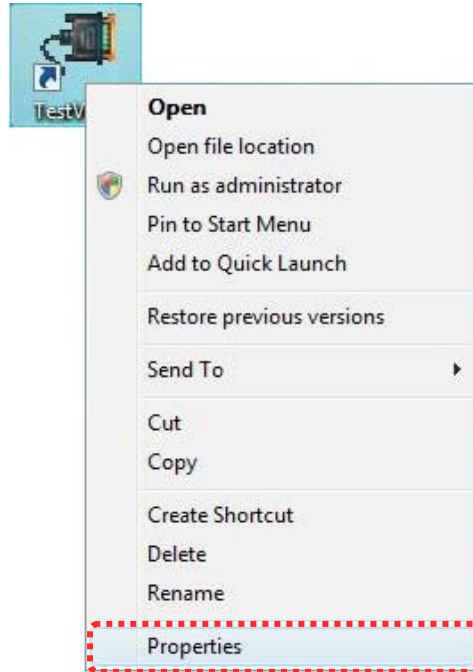 TestV
Open
Open file location
Run as administrator
Pin to Start Menu
Add to Quick Launch
Restore previous versions
Send To
Cut
Copy
Create Shortcut
Delete
Rename
Properties